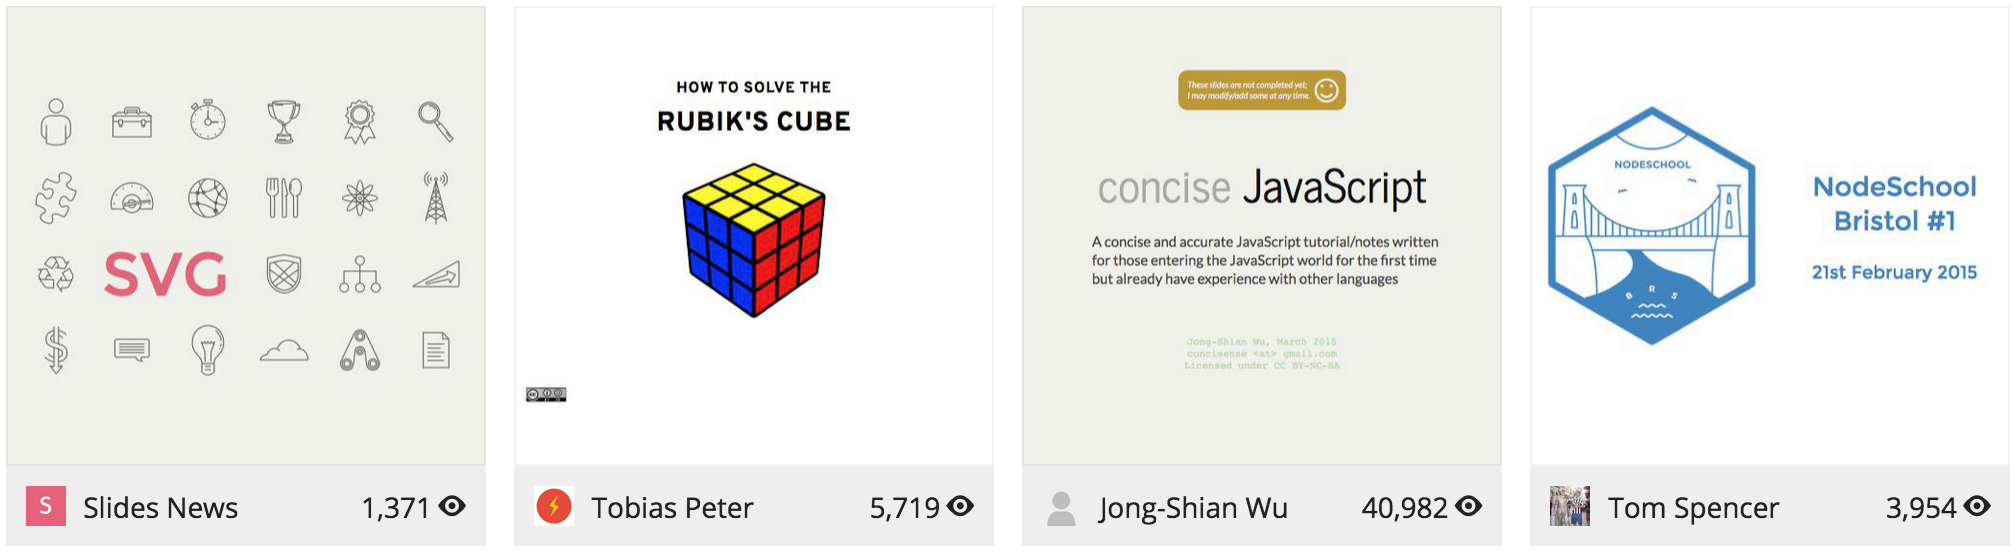 SVG
S
Slides News
1,371
HOW TO SOLVE THE
RUBIK'S CUBE
Tobias Peter
5,719
These slides are not completed yet;
I may modify/add some at any time.
concise JavaScript
A concise and accurate JavaScript tutorial/notes written
for those entering the JavaScript world for the first time
but already have experience with other languages
Jong-Shian Wu, March 2015
concisense <at> gmail.com
Licensed under CC BY-NC-SA
Jong-Shian Wu
40,982
NODESCHOOL
B R S
NodeSchool
Bristol #1
21st February 2015
Tom Spencer
3,954